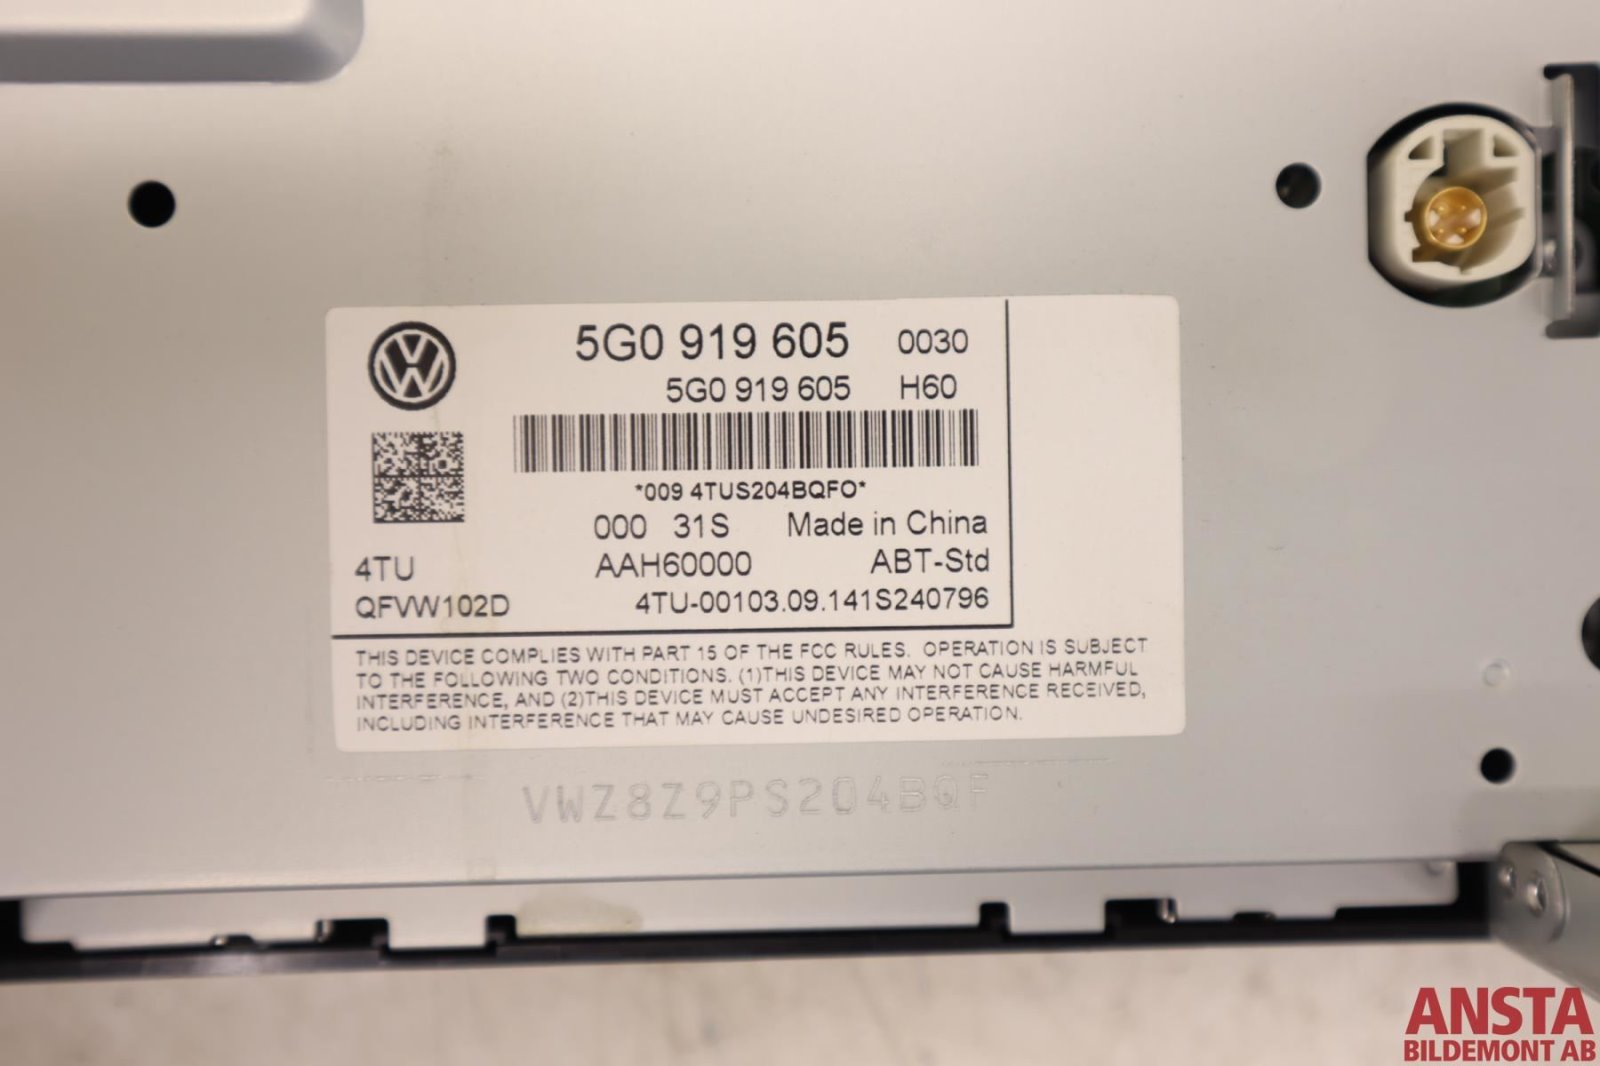 5G0 919 605 0030
5G0 919 605 H60
*009 4TUS204BQFO*
000 31S Made in China
4TU AAH60000 ABT-Std
QFVW102D 4TU-00103.09.141S240796
THIS DEVICE COMPLIES WITH PART 15 OF THE FCC RULES. OPERATION IS SUBJECT
TO THE FOLLOWING TWO CONDITIONS. (1)THIS DEVICE MAY NOT CAUSE HARMFUL
INTERFERENCE, AND (2)THIS DEVICE MUST ACCEPT ANY INTERFERENCE RECEIVED,
INCLUDING INTERFERENCE THAT MAY CAUSE UNDESIRED OPERATION.
VWZ8Z9PS204BQF
ANSTA
BILDEMONT AB